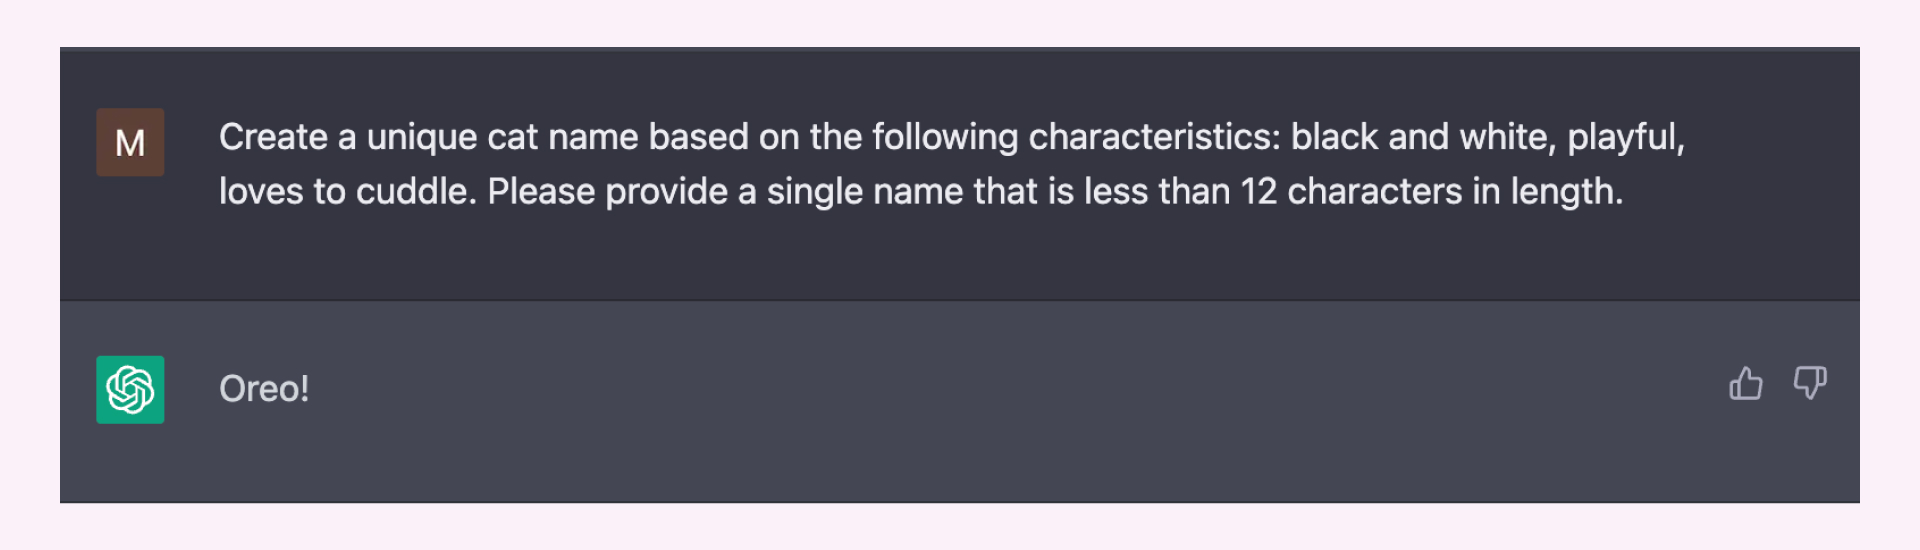 M
Create a unique cat name based on the following characteristics: black and white, playful,
loves to cuddle. Please provide a single name that is less than 12 characters in length.
Oreo!